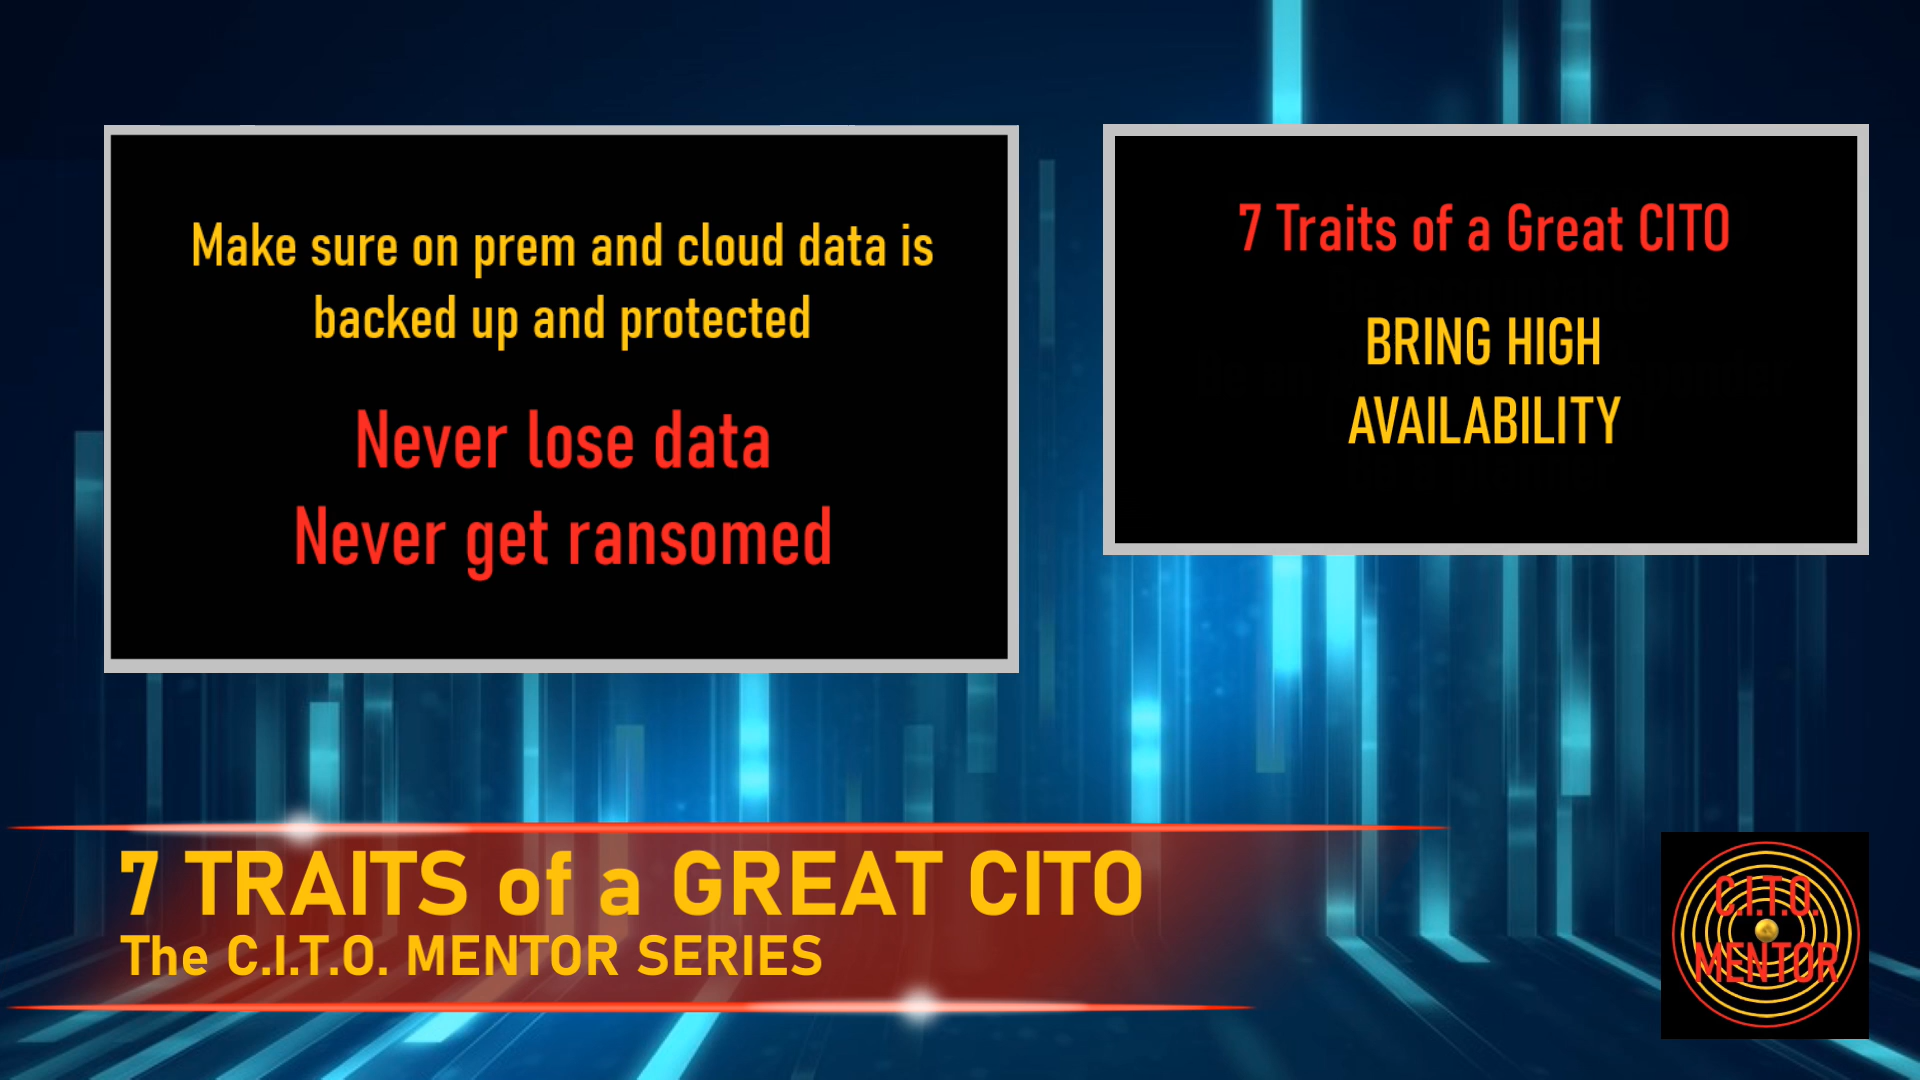 Make sure on prem and cloud data is
backed up and protected
Never lose data
Never get ransomed
7 Traits of a Great CITO
BRING HIGH
AVAILABILITY
7 TRAITS of a GREAT CITO
The C.I.T.O. MENTOR SERIES
C.I.T.O.
MENTOR